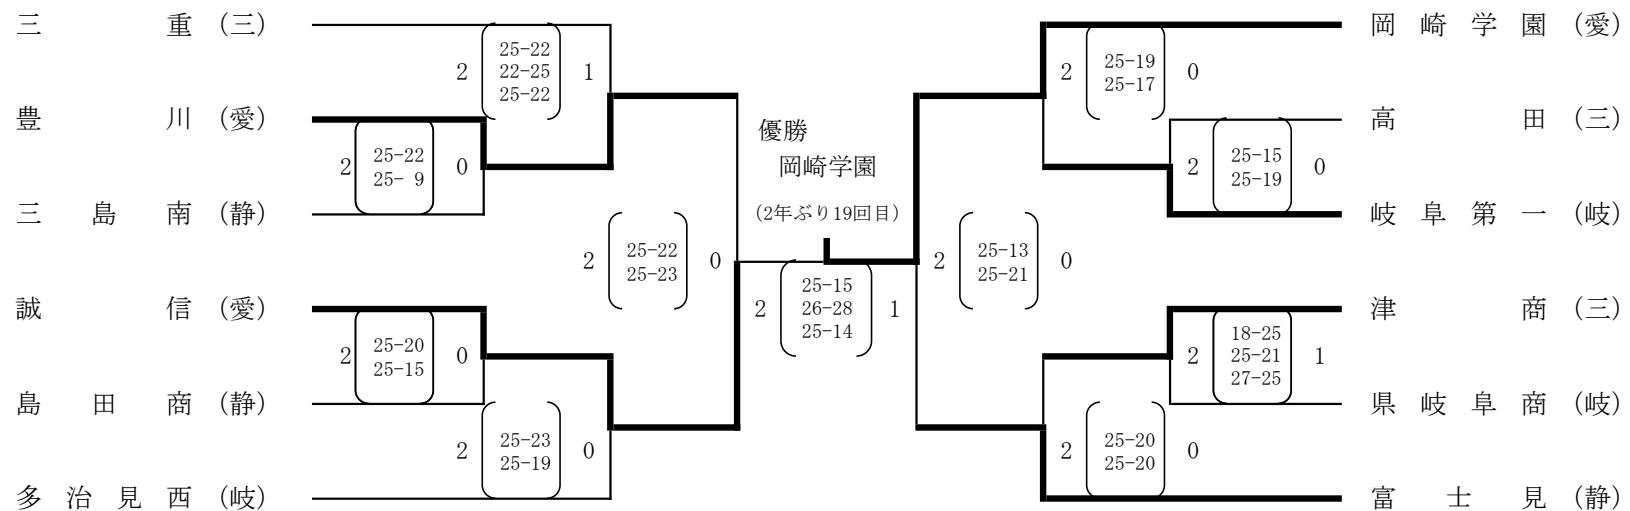 三重（三）
2 25-22 22-25 25-22 1
豊川（愛）
2 25-22 25- 9 0
三島南（静）
2 25-22 25-23 0
誠信（愛）
2 25-20 25-15 0
島田商（静）
2 25-23 25-19 0
多治見西（岐）
優勝
岡崎学園
（2年ぶり19回目）
2 25-15 26-28 25-14 1
岡崎学園（愛）
2 25-19 25-17 0
高田（三）
2 25-15 25-19 0
岐阜第一（岐）
2 25-13 25-21 0
津商（三）
2 18-25 25-21 27-25 1
県岐阜商（岐）
2 25-20 25-20 0
富士見（静）